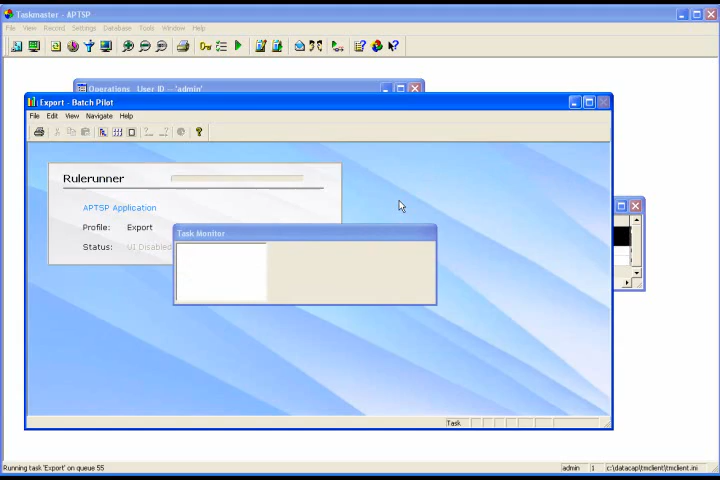 Taskmaster - APTSP
File View Record Settings Database Tools Window Help
Operations User ID -- 'admin'
Export - Batch Pilot
File Edit View Navigate Help
Rulerunner
APTSP Application
Profile: Export
Status: UI Disabled
Task Monitor
Task
Running task 'Export' on queue 55
admin 1 c:\datacap\tmclient\tmclient.ini